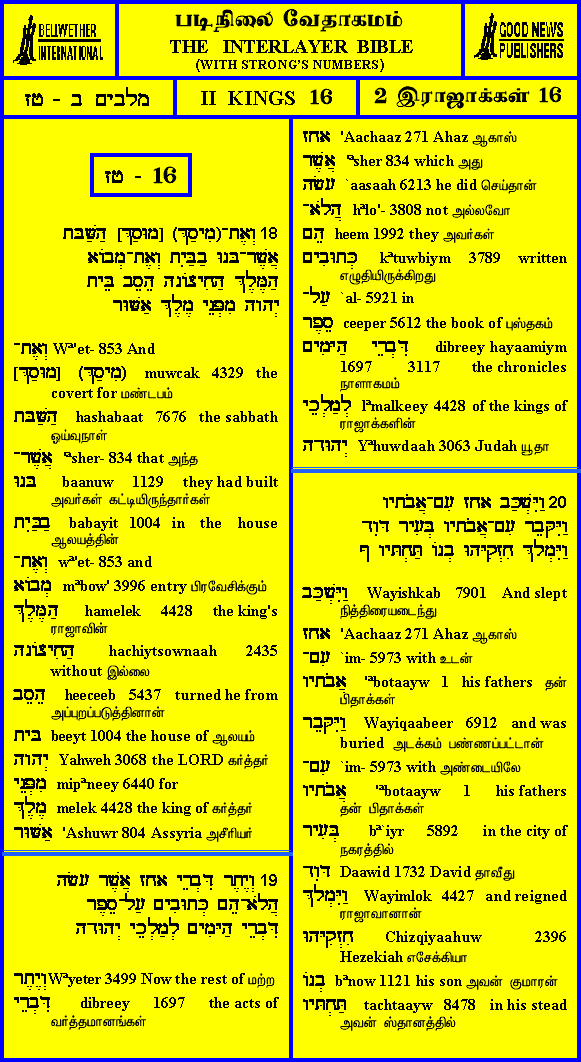 BELLWETHER
INTERNATIONAL
படிநிலை வேதாகமம்
THE INTERLAYER BIBLE
(WITH STRONG'S NUMBERS)
GOOD NEWS
PUBLISHERS
מלכים ב - טז
II KINGS 16
2 இராஜாக்கள் 16
טז - 16
18 וְאֶת־(מִיסַךְ) [מוּסַךְ] הַשַּׁבָּת
אֲשֶׁר־בָּנוּ בַבַּיִת וְאֶת־מְבוֹא
הַמֶּלֶךְ הַחִיצוֹנָה הֵסֵב בֵּית
יְהוָה מִפְּנֵי מֶלֶךְ אַשּׁוּר
וְאֶת־ Wª'et- 853 And
[מוּסַךְ] (מִיסַךְ) muwcak 4329 the
covert for மண்டபம்
הַשַּׁבָּת hashabaat 7676 the sabbath
ஓய்வுநாள்
אֲשֶׁר־ 'ªsher- 834 that அந்த
בָּנוּ baanuw 1129 they had built
அவர்கள் கட்டியிருந்தார்கள்
בַבַּיִת babayit 1004 in the house
ஆலயத்தின்
וְאֶת־ wª'et- 853 and
מְבוֹא mªbow' 3996 entry பிரவேசிக்கும்
הַמֶּלֶךְ hamelek 4428 the king's
ராஜாவின்
הַחִיצוֹנָה hachiytsownaah 2435
without இல்லை
הֵסֵב heeceeb 5437 turned he from
அப்புறப்படுத்தினான்
בֵּית beeyt 1004 the house of ஆலயம்
יְהוָה Yahweh 3068 the LORD கர்த்தர்
מִפְּנֵי mipªneey 6440 for
מֶלֶךְ melek 4428 the king of கர்த்தர்
אַשּׁוּר 'Ashuwr 804 Assyria அசீரியர்
19 וְיֶתֶר דִּבְרֵי אָחָז אֲשֶׁר עָשָׂה
הֲלֹא־הֵם כְּתוּבִים עַל־סֵפֶר
דִּבְרֵי הַיָּמִים לְמַלְכֵי יְהוּדָה
וְיֶתֶר Wªyeter 3499 Now the rest of மற்ற
דִּבְרֵי dibreey 1697 the acts of
வர்த்தமானங்கள்
אָחָז 'Aachaaz 271 Ahaz ஆகாஸ்
אֲשֶׁר 'ªsher 834 which அது
עָשָׂה `aasaah 6213 he did செய்தான்
הֲלֹא־ hªlo'- 3808 not அல்லவோ
הֵם heem 1992 they அவர்கள்
כְּתוּבִים kªtuwbiym 3789 written
எழுதியிருக்கிறது
עַל־ `al- 5921 in
סֵפֶר ceeper 5612 the book of புஸ்தகம்
דִּבְרֵי הַיָּמִים dibreey hayaamiym
1697 3117 the chronicles
நாளாகமம்
לְמַלְכֵי lªmalkeey 4428 of the kings of
ராஜாக்களின்
יְהוּדָה Yªhuwdaah 3063 Judah யூதா
20 וַיִּשְׁכַּב אָחָז עִם־אֲבֹתָיו
וַיִּקָּבֵר עִם־אֲבֹתָיו בְּעִיר דָּוִד
וַיִּמְלֹךְ חִזְקִיָּהוּ בְנוֹ תַּחְתָּיו פ
וַיִּשְׁכַּב Wayishkab 7901 And slept
நித்திரையடைந்து
אָחָז 'Aachaaz 271 Ahaz ஆகாஸ்
עִם־ `im- 5973 with உடன்
אֲבֹתָיו 'ªbotaayw 1 his fathers தன்
பிதாக்கள்
וַיִּקָּבֵר Wayiqaabeer 6912 and was
buried அடக்கம் பண்ணப்பட்டான்
עִם־ `im- 5973 with அண்டையிலே
אֲבֹתָיו 'ªbotaayw 1 his fathers
தன் பிதாக்கள்
בְּעִיר bª`iyr 5892 in the city of
நகரத்தில்
דָּוִד Daawid 1732 David தாவீது
וַיִּמְלֹךְ Wayimlok 4427 and reigned
ராஜாவானான்
חִזְקִיָּהוּ Chizqiyaahuw 2396
Hezekiah எசேக்கியா
בְנוֹ bªnow 1121 his son அவன் குமாரன்
תַּחְתָּיו tachtaayw 8478 in his stead
அவன் ஸ்தானத்தில்